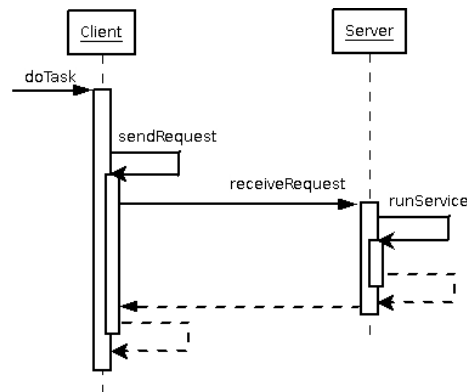 Client
Server
doTask
sendRequest
receiveRequest
runService